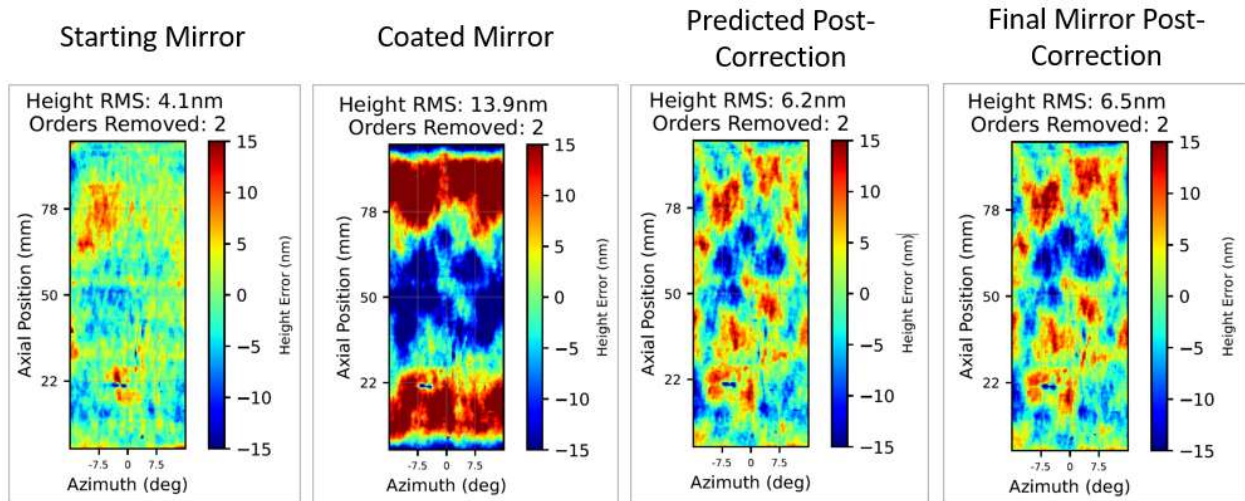 Starting Mirror
Coated Mirror
Predicted Post-
Correction
Final Mirror Post-
Correction
Height RMS: 4.1nm
Orders Removed: 2
15
10
5
0
−5
−10
−15
Height Error (nm)
78
50
22
Axial Position (mm)
-7.5 0 7.5
Azimuth (deg)
Height RMS: 13.9nm
Orders Removed: 2
15
10
5
0
−5
−10
−15
Height Error (nm)
78
50
22
Axial Position (mm)
-7.5 0 7.5
Azimuth (deg)
Height RMS: 6.2nm
Orders Removed: 2
15
10
5
0
−5
−10
−15
Height Error (nm)
78
50
22
Axial Position (mm)
-7.5 0 7.5
Azimuth (deg)
Height RMS: 6.5nm
Orders Removed: 2
15
10
5
0
−5
−10
−15
Height Error (nm)
78
50
22
Axial Position (mm)
-7.5 0 7.5
Azimuth (deg)